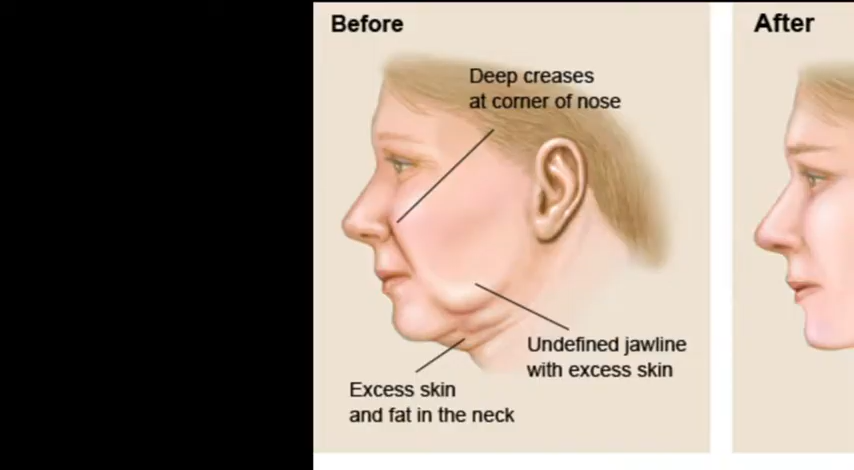 Before
Deep creases
at corner of nose
Undefined jawline
with excess skin
Excess skin
and fat in the neck
After